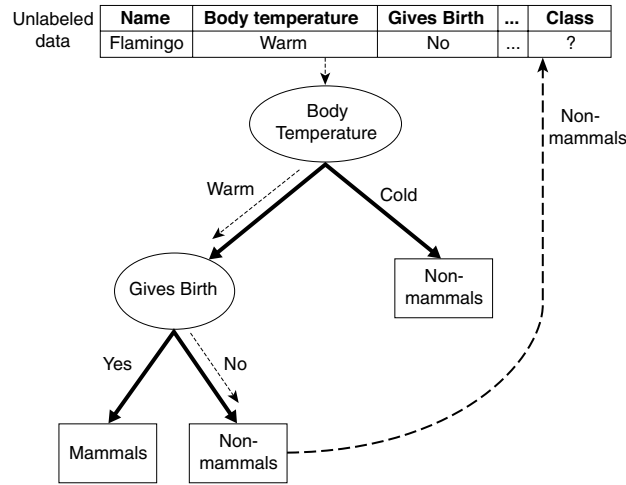 Unlabeled
data
Name Body temperature Gives Birth ... Class
Flamingo Warm No ... ?
Body
Temperature
Non-
mammals
Warm
Cold
Gives Birth
Non-
mammals
Yes
No
Mammals
Non-
mammals